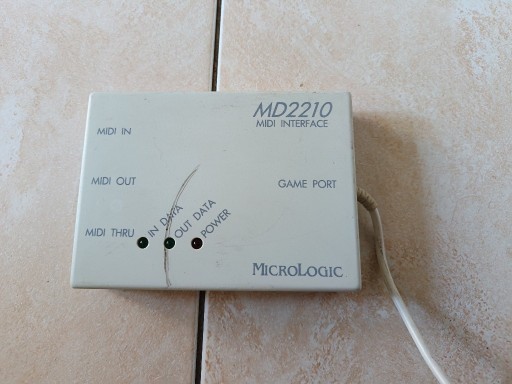 MD2210
MIDI INTERFACE
MIDI IN
MIDI OUT
GAME PORT
MIDI THRU
IN DATA
OUT DATA
POWER
MICROLOGIC